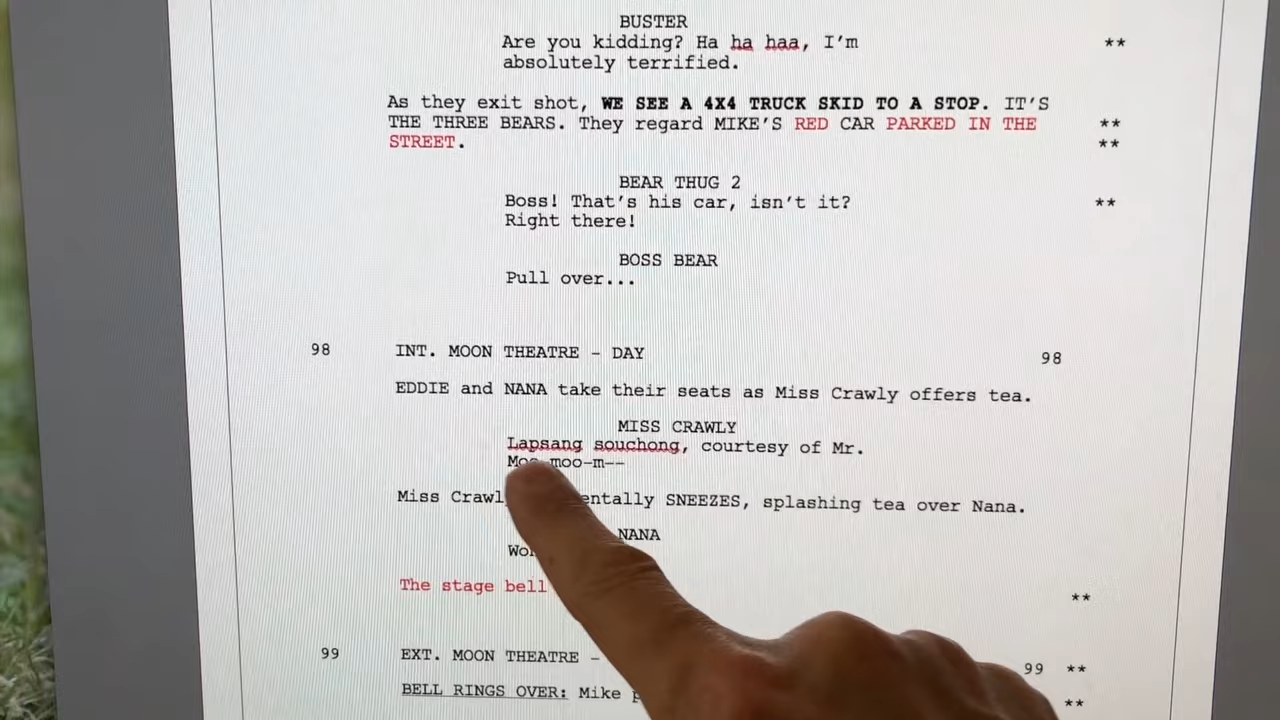 BUSTER
Are you kidding? Ha ha haa, I'm **
absolutely terrified.
As they exit shot, WE SEE A 4X4 TRUCK SKID TO A STOP. IT'S
THE THREE BEARS. They regard MIKE'S RED CAR PARKED IN THE **
STREET. **
BEAR THUG 2
Boss! That's his car, isn't it? **
Right there!
BOSS BEAR
Pull over...
98 INT. MOON THEATRE - DAY 98
EDDIE and NANA take their seats as Miss Crawly offers tea.
MISS CRAWLY
Lapsang souchong, courtesy of Mr.
Moo-moo-m--
Miss SNEEZES, splashing tea over Nana.
NANA
The stage bell **
99 EXT. MOON THEATRE - 99 **
BELL RINGS OVER: Mike **